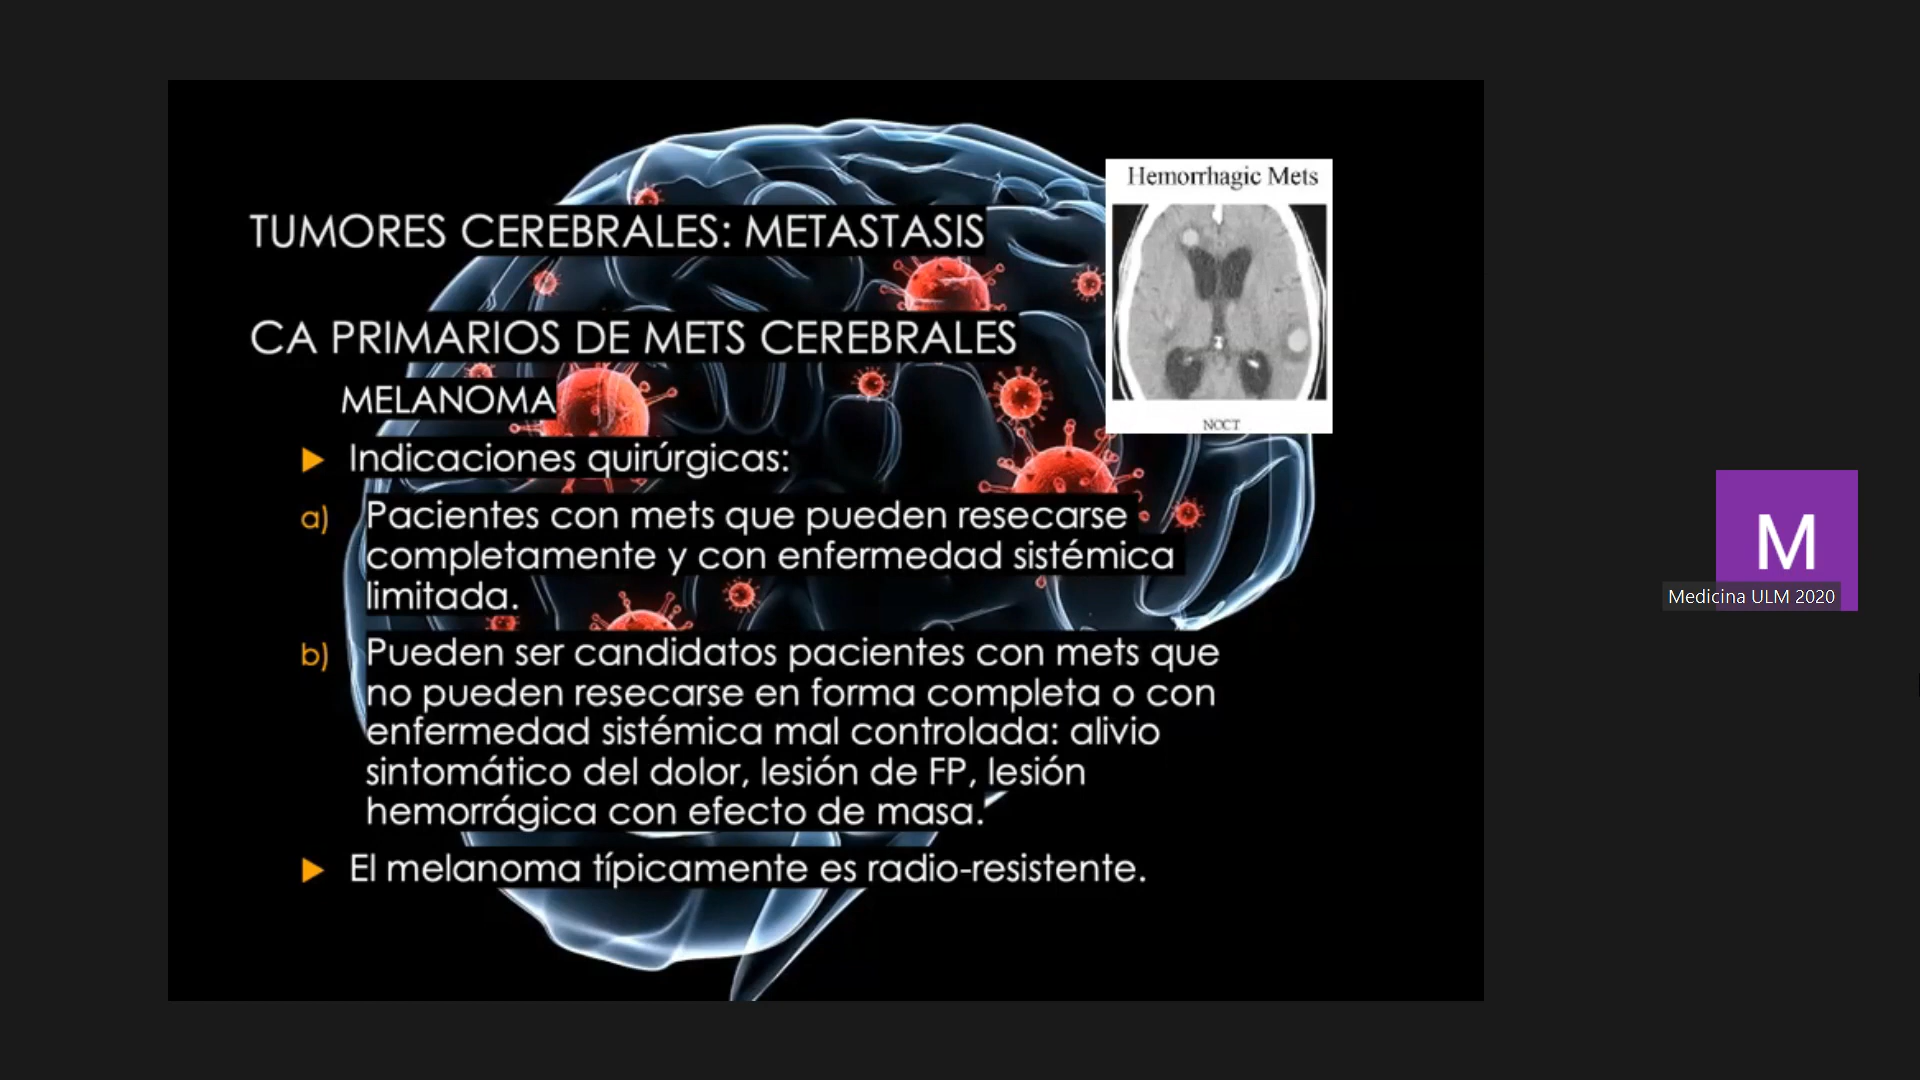 Hemorrhagic Mets
TUMORES CEREBRALES: METASTASIS
CA PRIMARIOS DE METS CEREBRALES
NOCT
MELANOMA
Indicaciones quirúrgicas:
a) Pacientes con mets que pueden resecarse
completamente y con enfermedad sistémica
limitada.
b) Pueden ser candidatos pacientes con mets que
no pueden resecarse en forma completa o con
enfermedad sistémica mal controlada: alivio
sintomático del dolor, lesión de FP, lesión
hemorrágica con efecto de masa.
El melanoma típicamente es radio-resistente.
M
Medicina ULM 2020